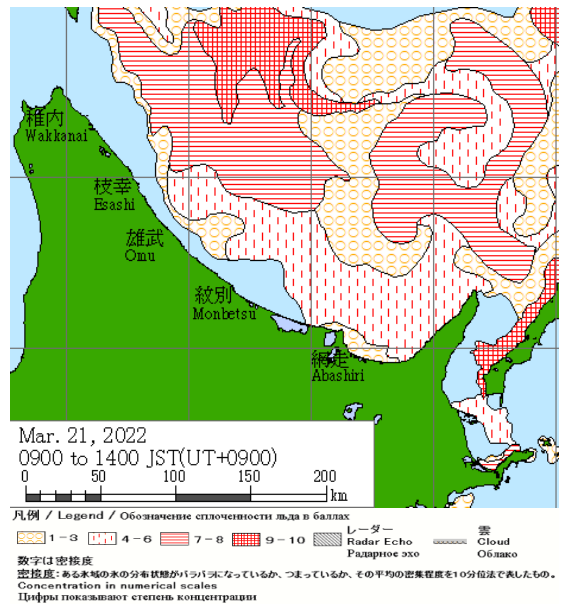 稚内
Wakkanai
枝幸
Esashi
雄武
Omu
紋別
Monbetsu
網走
Abashiri
Mar. 21, 2022
0900 to 1400 JST(UT+0900)
0 50 100 150 200
km
凡例 / Legend / Обозначение сплоченности льда в баллах
1-3 4-6 7-8 9-10 レーダー Radar Echo Радарное эхо 雲 Cloud Облако
数字は密接度
密接度:ある水域の氷の分布状態がバラバラになっているか、つまっているか、その平均の密集程度を10分位法で表したもの。
Concentration in numerical scales
Цифры показывают степень концентрации